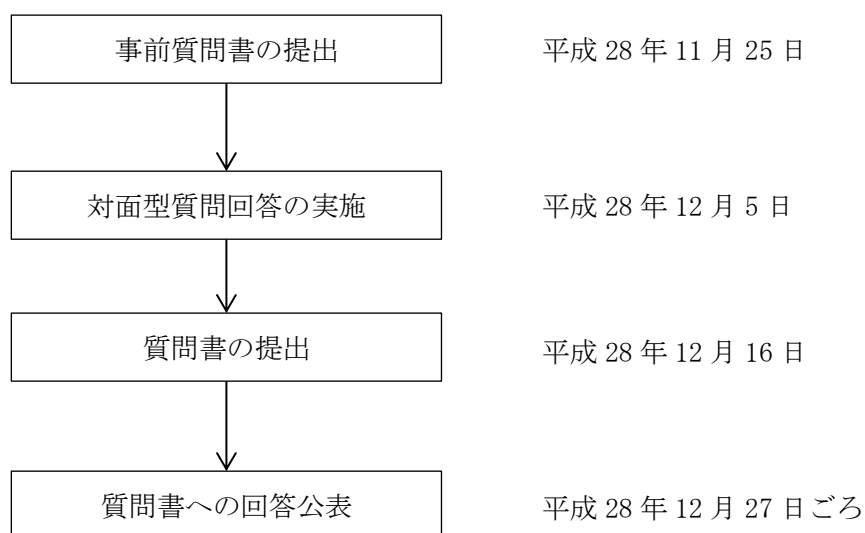 事前質問書の提出 平成 28 年 11 月 25 日
対面型質問回答の実施 平成 28 年 12 月 5 日
質問書の提出 平成 28 年 12 月 16 日
質問書への回答公表 平成 28 年 12 月 27 日ごろ